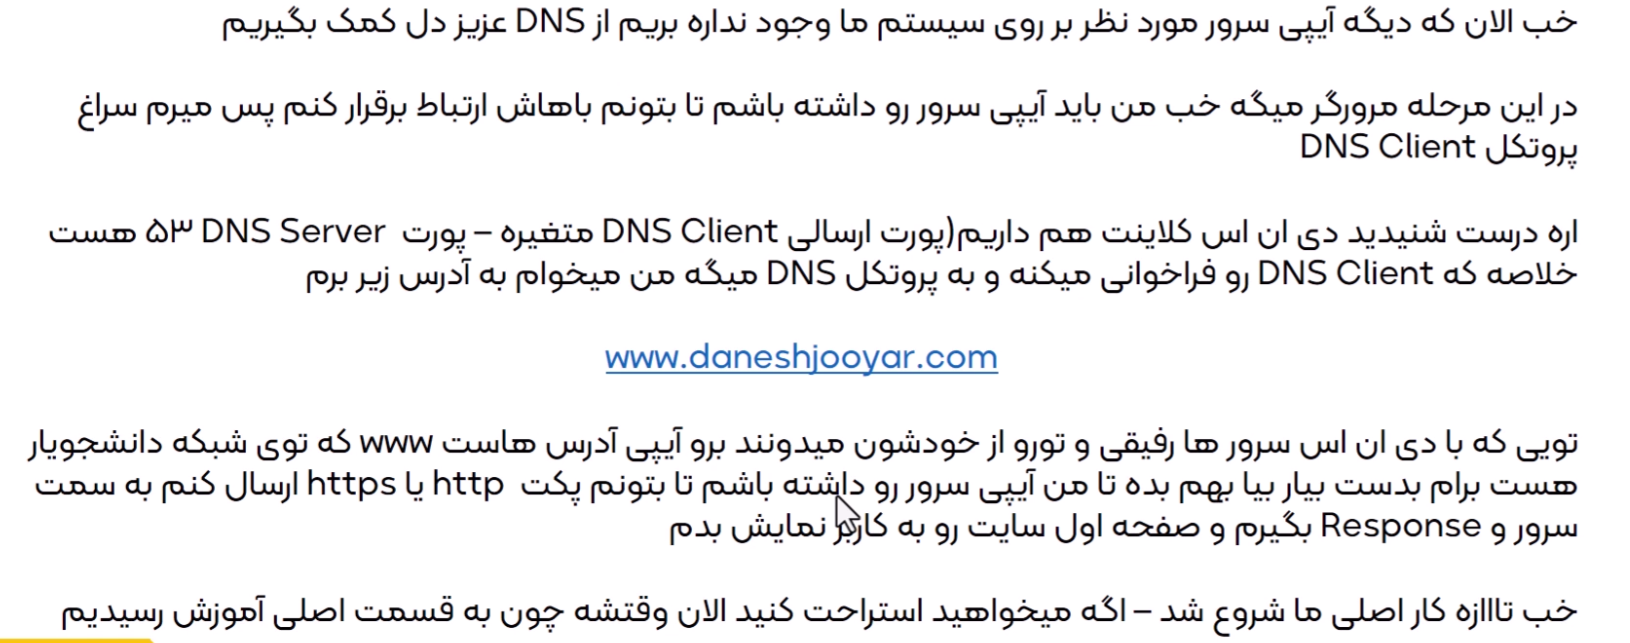 خب الان که دیگه آیپی سرور مورد نظر بر روی سیستم ما وجود نداره بریم از DNS عزیز دل کمک بگیریم
در این مرحله مرورگر میگه خب من باید آیپی سرور رو داشته باشم تا بتونم باهاش ارتباط برقرار کنم پس میرم سراغ
پروتکل DNS Client
اره درست شنیدید دی ان اس کلاینت هم داریم(پورت ارسالی DNS Client متغیره – پورت DNS Server ۵۳ هست
خلاصه که DNS Client رو فراخوانی میکنه و به پروتکل DNS میگه من میخوام به آدرس زیر برم
www.daneshjooyar.com
تویی که با دی ان اس سرور ها رفیقی و تورو از خودشون میدونند برو آیپی آدرس هاست www که توی شبکه دانشجویار
هست برام بدست بیار بیا بهم بده تا من آیپی سرور رو داشته باشم تا بتونم پکت http یا https ارسال کنم به سمت
سرور و Response بگیرم و صفحه اول سایت رو به کاربر نمایش بدم
خب تااازه کار اصلی ما شروع شد – اگه میخواهید استراحت کنید الان وقتشه چون به قسمت اصلی آموزش رسیدیم